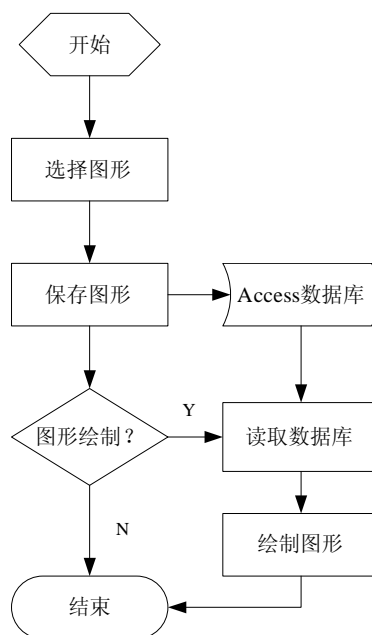 开始
选择图形
保存图形
Access数据库
图形绘制？
Y
读取数据库
N
绘制图形
结束